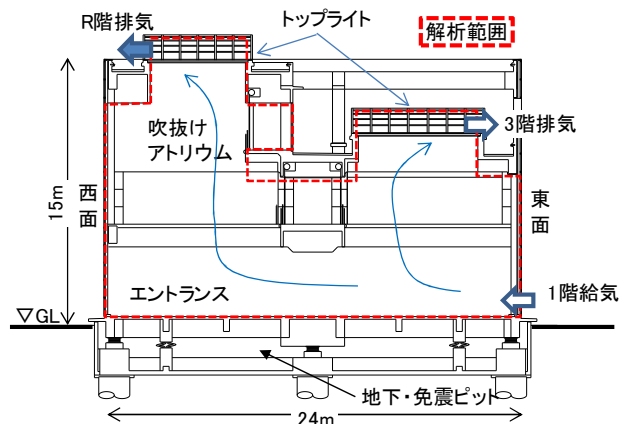 R階排気
トップライト
解析範囲
吹抜け
アトリウム
3階排気
15m
西面
東面
エントランス
1階給気
▽GL
地下・免震ピット
24m